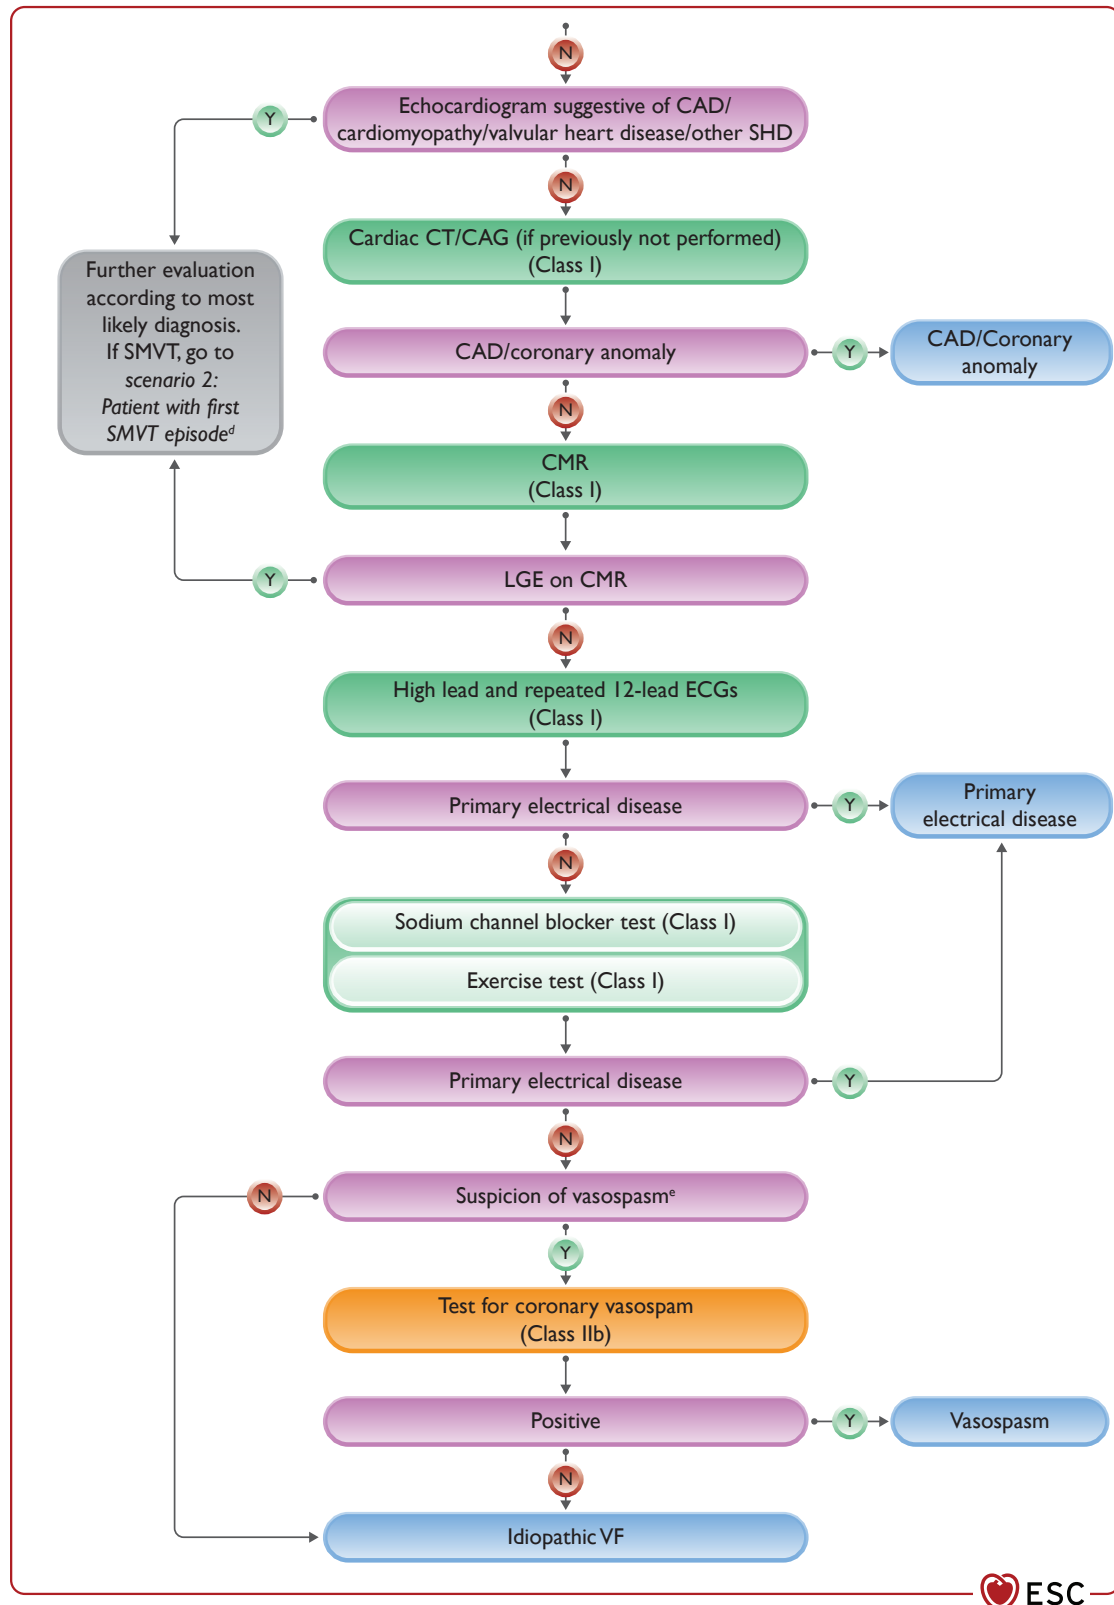 N
Echocardiogram suggestive of CAD/
cardiomyopathy/valvular heart disease/other SHD
Y
N
Cardiac CT/CAG (if previously not performed)
(Class I)
Further evaluation
according to most
likely diagnosis.
If SMVT, go to
scenario 2:
Patient with first
SMVT episodeᵈ
CAD/coronary anomaly
Y
CAD/Coronary
anomaly
N
CMR
(Class I)
LGE on CMR
Y
N
High lead and repeated 12-lead ECGs
(Class I)
Primary electrical disease
Y
Primary
electrical disease
N
Sodium channel blocker test (Class I)
Exercise test (Class I)
Primary electrical disease
Y
N
Suspicion of vasospasmᵉ
N
Y
Test for coronary vasospam
(Class IIb)
Positive
Y
Vasospasm
N
Idiopathic VF
ESC